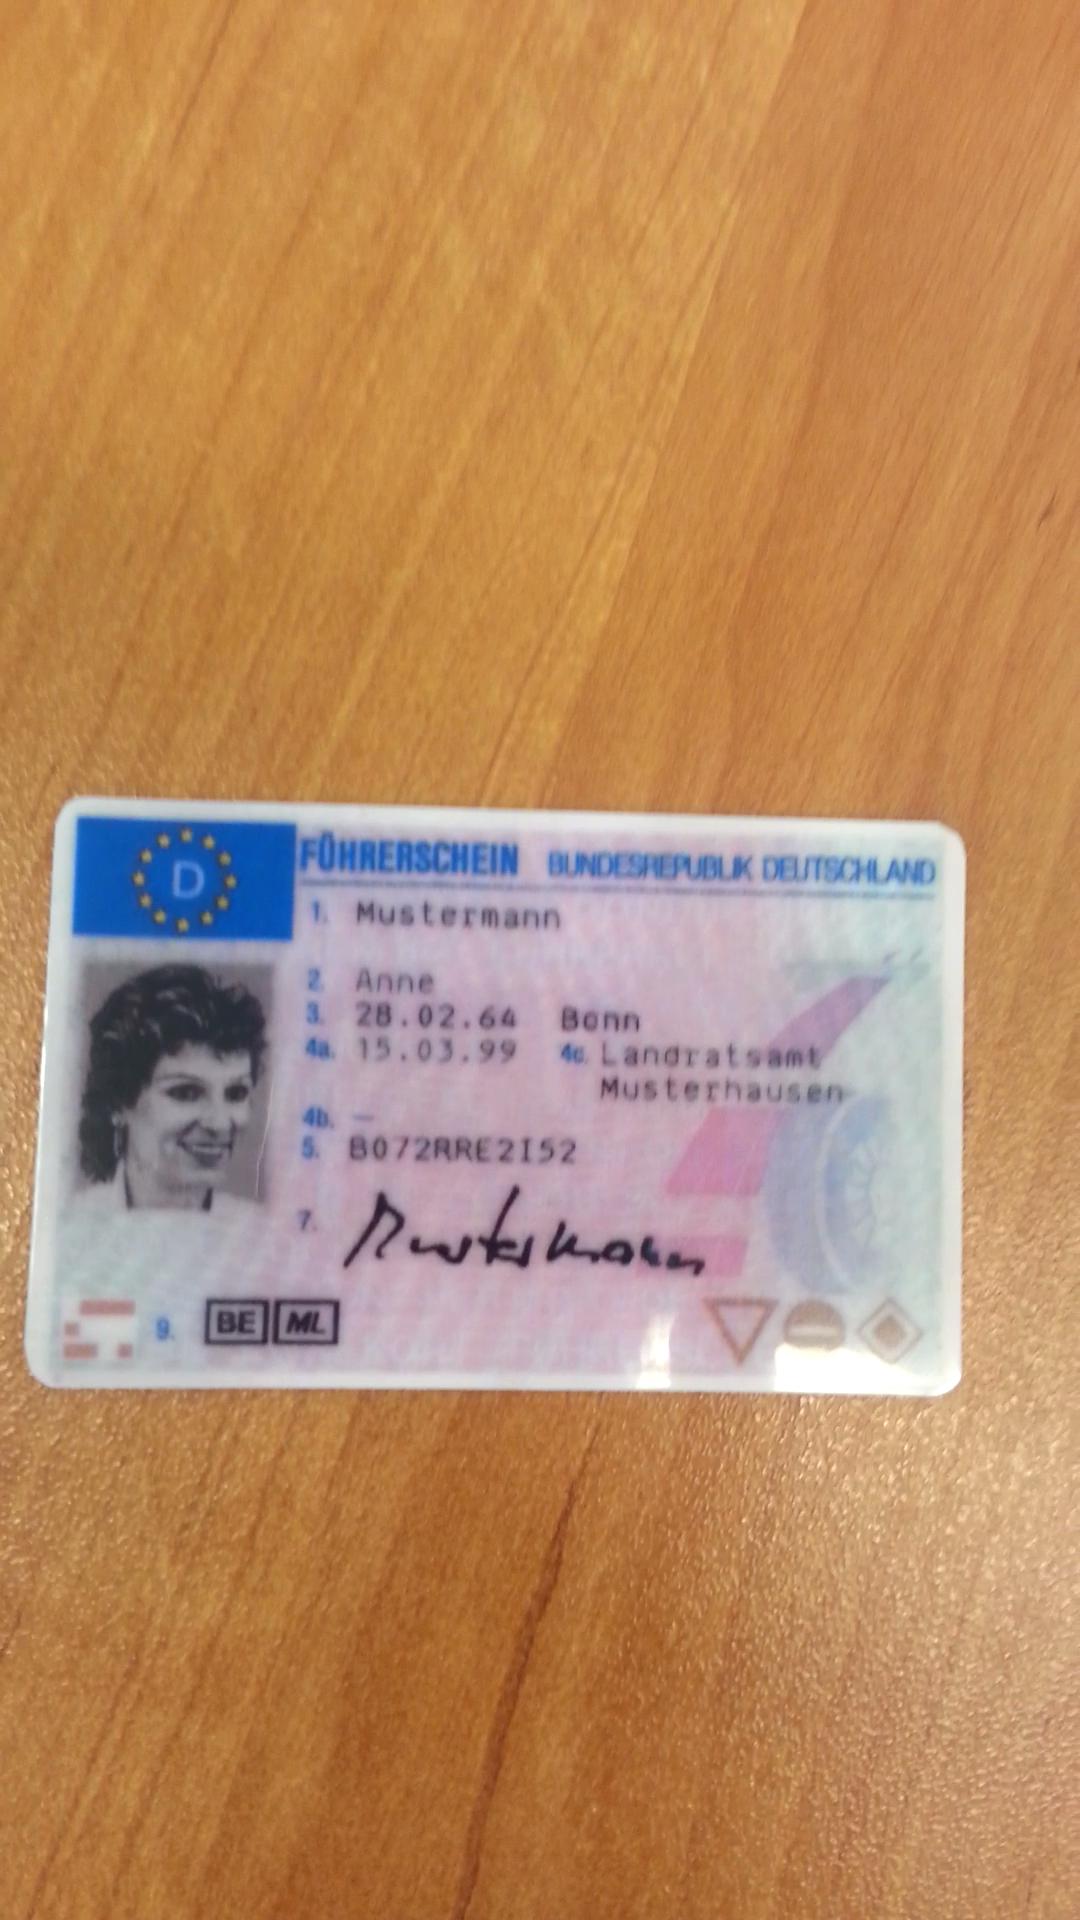 D
FÜHRERSCHEIN BUNDESREPUBLIK DEUTSCHLAND
1. Mustermann
2. Anne
3. 28.02.64 Bonn
4a. 15.03.99 4c. Landratsamt
Musterhausen
4b. –
5. B072RRE2I52
7. Mustermann
9. BE ML